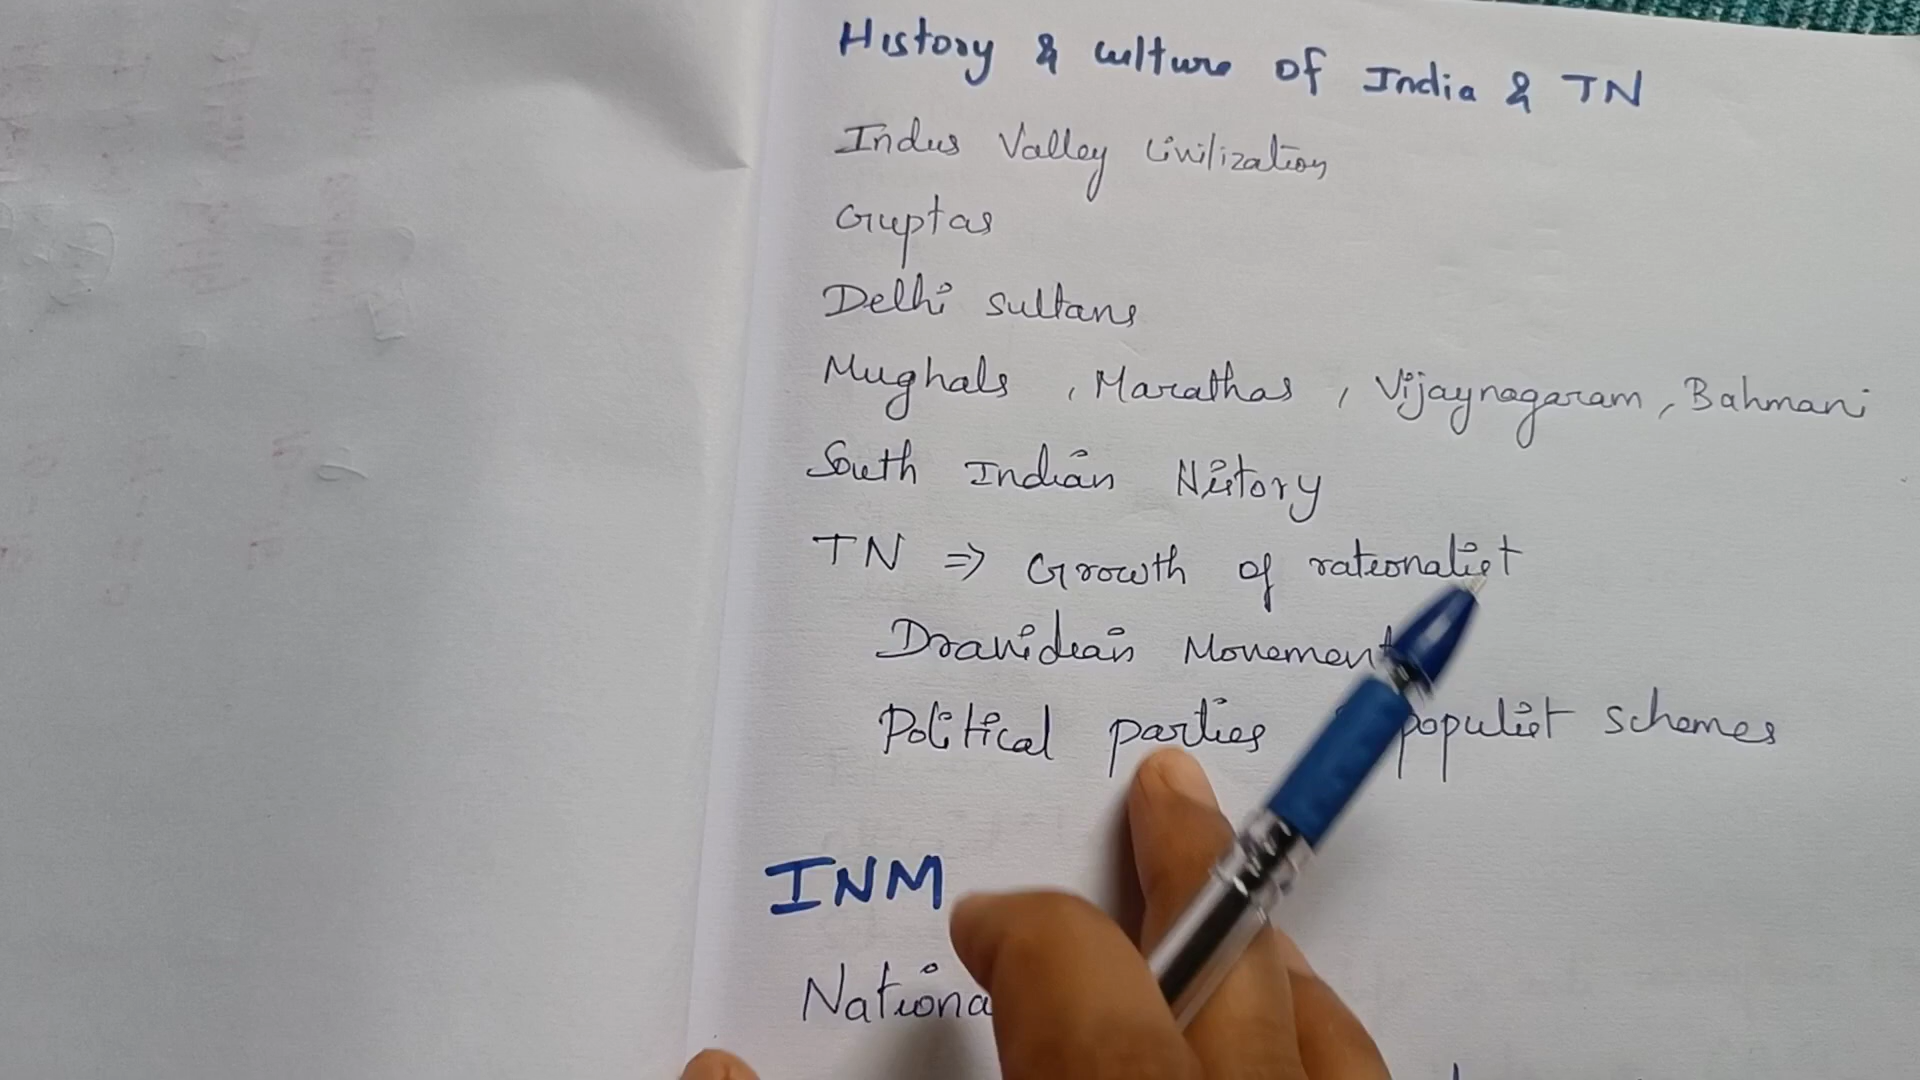 History & culture of India & TN
Indus Valley Civilization
Guptas
Delhi Sultans
Mughals , Marathas , Vijaynagaram, Bahmani
South Indian History
TN ⇒ Growth of rationalist
Dravidian Movement
Political parties populist schemes
INM